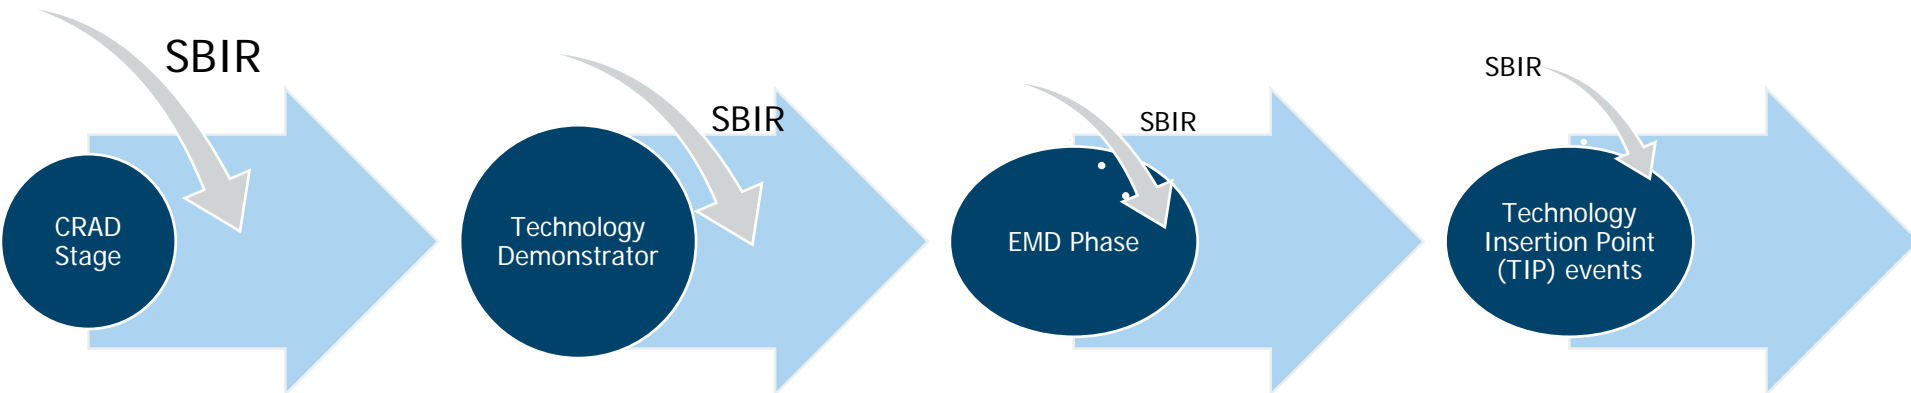 SBIR
CRAD
Stage
SBIR
Technology
Demonstrator
SBIR
EMD Phase
SBIR
Technology
Insertion Point
(TIP) events